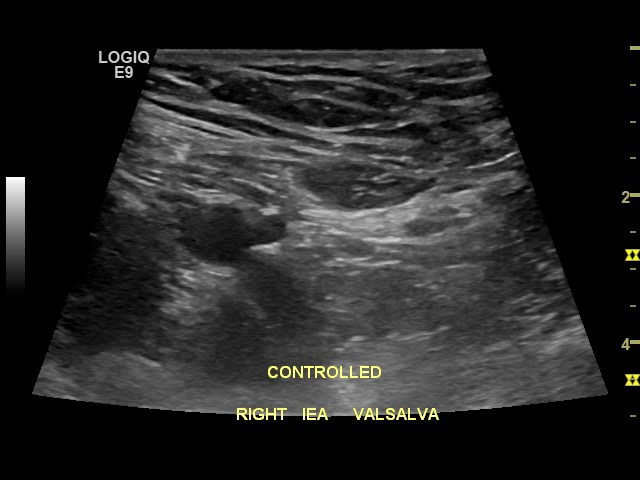 LOGIQ
E9
2
4
CONTROLLED
RIGHT IEA VALSALVA